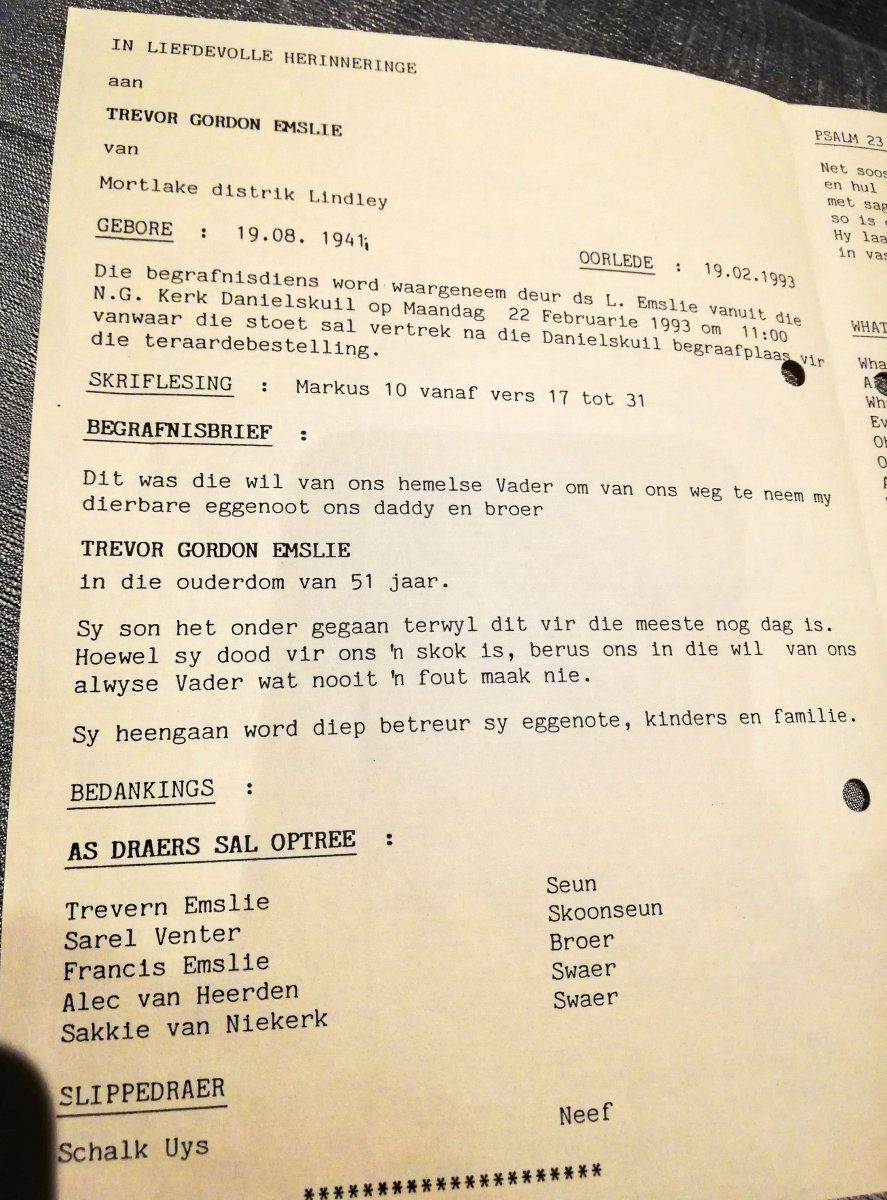 IN LIEFDEVOLLE HERINNERINGE
aan
TREVOR GORDON EMSLIE
van
Mortlake distrik Lindley
GEBORE : 19.08. 1941;
OORLEDE : 19.02.1993
Die begrafnisdiens word waargeneem deur ds L. Emslie vanuit die
N.G. Kerk Danielskuil op Maandag 22 Februarie 1993 om 11:00
vanwaar die stoet sal vertrek na die Danielskuil begraafplaas vir
die teraardebestelling.
SKRIFLESING : Markus 10 vanaf vers 17 tot 31
BEGRAFNISBRIEF :
Dit was die wil van ons hemelse Vader om van ons weg te neem my
dierbare eggenoot ons daddy en broer
TREVOR GORDON EMSLIE
in die ouderdom van 51 jaar.
Sy son het onder gegaan terwyl dit vir die meeste nog dag is.
Hoewel sy dood vir ons 'n skok is, berus ons in die wil van ons
alwyse Vader wat nooit 'n fout maak nie.
Sy heengaan word diep betreur sy eggenote, kinders en familie.
BEDANKINGS :
AS DRAERS SAL OPTREE :
Trevern Emslie Seun
Sarel Venter Skoonseun
Francis Emslie Broer
Alec van Heerden Swaer
Sakkie van Niekerk Swaer
SLIPPEDRAER
Schalk Uys Neef
********************
PSALM 23
Net soos
en hul
met sag
so is
Hy laa
in vas
WHAT
Wha
Wh
Ev